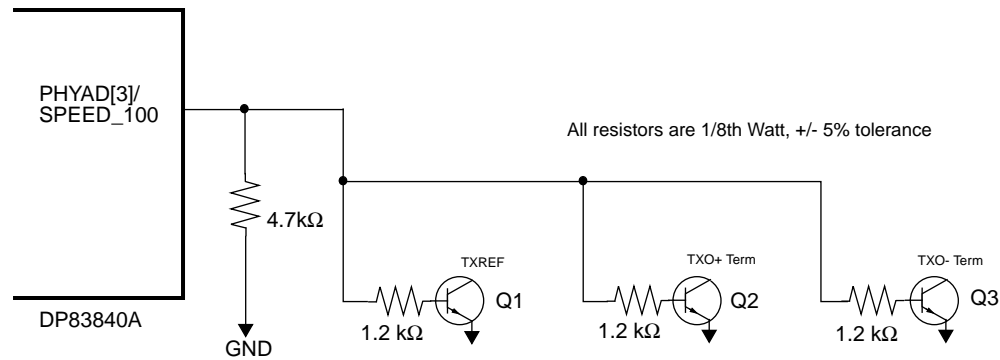 PHYAD[3]/
SPEED_100
All resistors are 1/8th Watt, +/- 5% tolerance
4.7kΩ
TXREF
TXO+ Term
TXO- Term
Q1
Q2
Q3
1.2 kΩ
1.2 kΩ
1.2 kΩ
DP83840A
GND